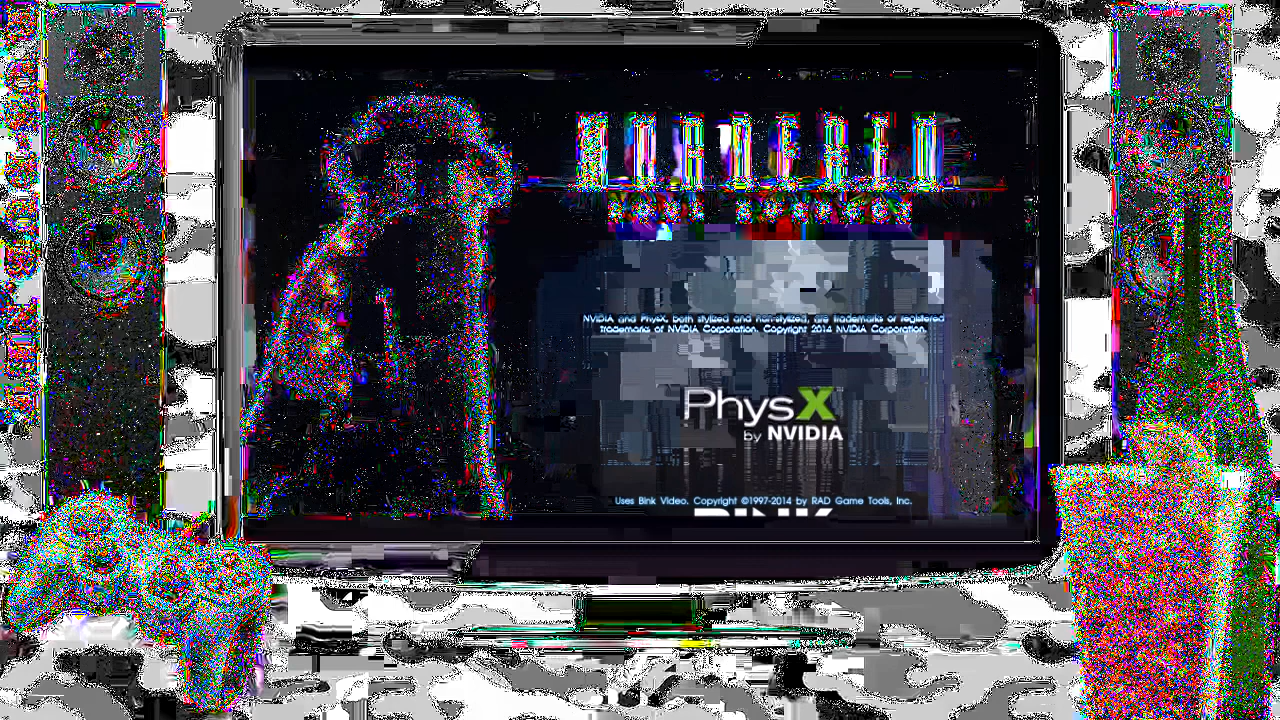 NVIDIA and PhysX, both stylized and non-stylized, are trademarks or registered
trademarks of NVIDIA Corporation. Copyright 2014 NVIDIA Corporation.
PhysX
by NVIDIA
Uses Bink Video. Copyright ©1997-2014 by RAD Game Tools, Inc.